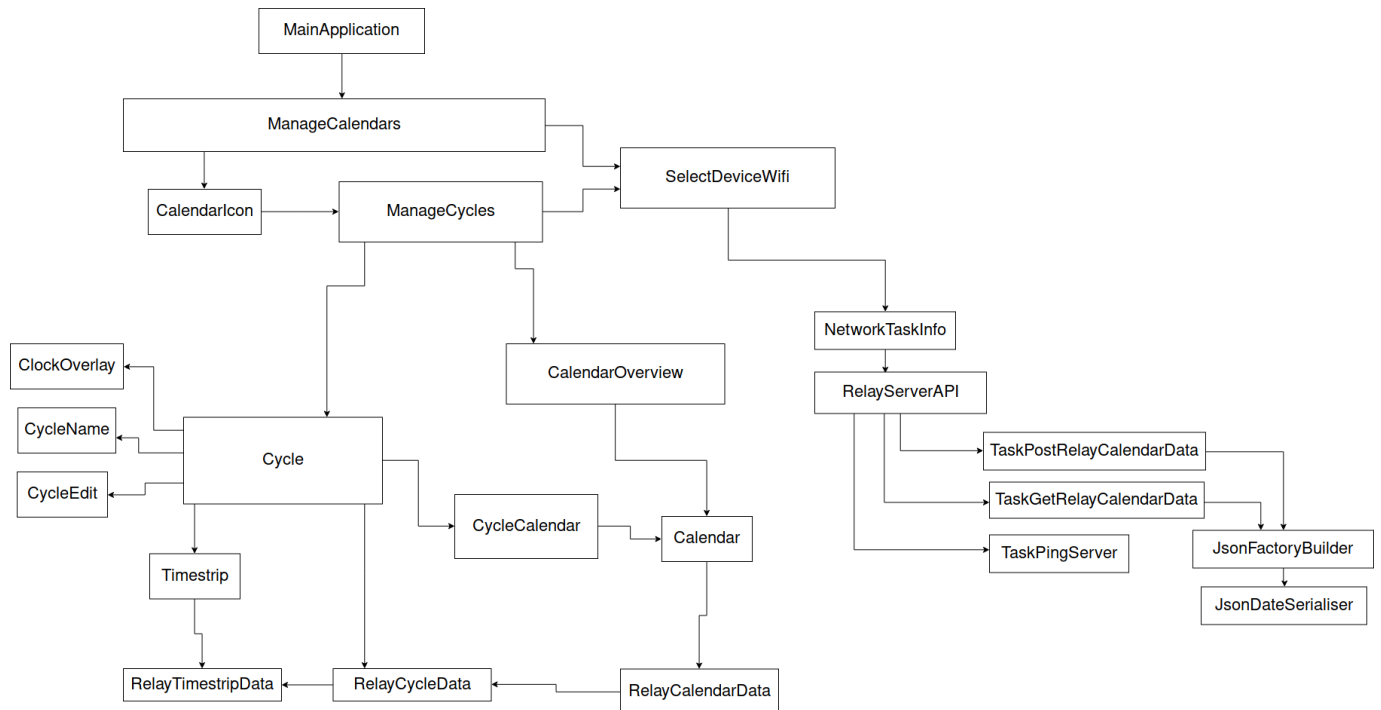 MainApplication
ManageCalendars
SelectDeviceWifi
CalendarIcon
ManageCycles
NetworkTaskInfo
ClockOverlay
CalendarOverview
RelayServerAPI
CycleName
TaskPostRelayCalendarData
Cycle
CycleEdit
TaskGetRelayCalendarData
CycleCalendar
Calendar
TaskPingServer
JsonFactoryBuilder
Timestrip
JsonDateSerialiser
RelayTimestripData
RelayCycleData
RelayCalendarData